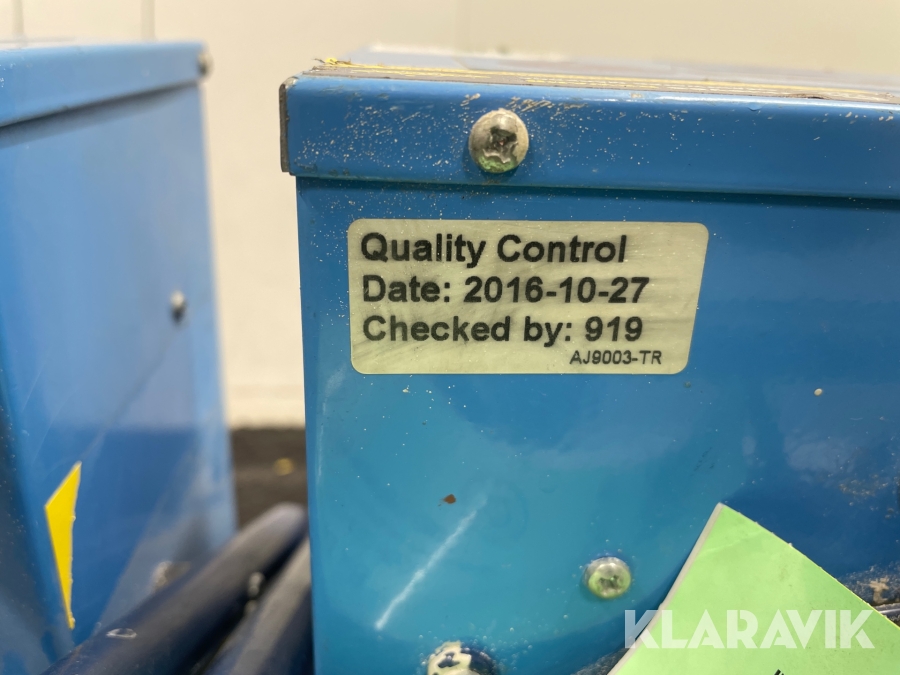 Quality Control
Date: 2016-10-27
Checked by: 919
AJ9003-TR
KLARAVIK